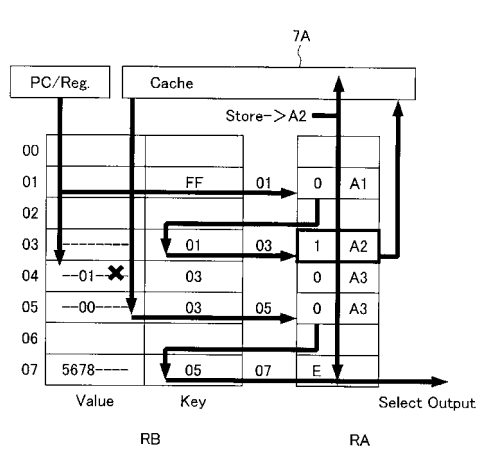 7A
PC/Reg.
Cache
Store->A2
00
01 FF 01 0 A1
02
03 -------- 01 03 1 A2
04 --01-- 03 0 A3
05 --00---- 03 05 0 A3
06
07 5678---- 05 07 E
Value Key Select Output
RB RA